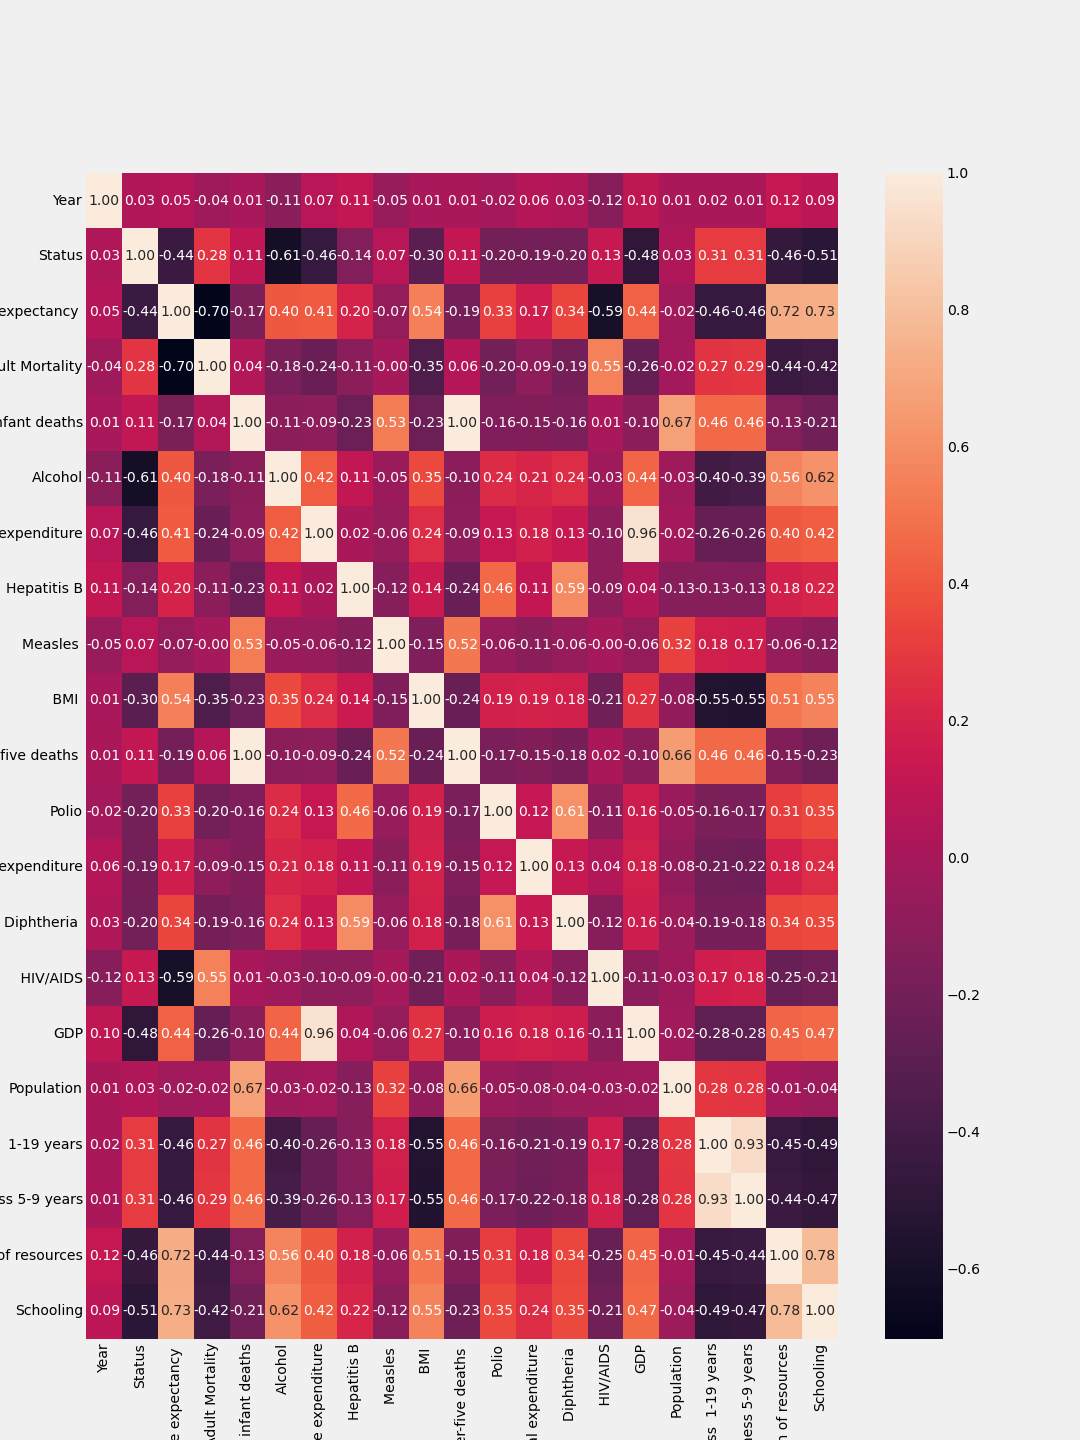 1.0
Year 1.00 0.03 0.05 -0.04 0.01 -0.11 0.07 0.11 -0.05 0.01 0.01 -0.02 0.06 0.03 -0.12 0.10 0.01 0.02 0.01 0.12 0.09
Status 0.03 1.00 -0.44 0.28 0.11 -0.61 -0.46 -0.14 0.07 -0.30 0.11 -0.20 -0.19 -0.20 0.13 -0.48 0.03 0.31 0.31 -0.46 -0.51
expectancy 0.05 -0.44 1.00 -0.70 -0.17 0.40 0.41 0.20 -0.07 0.54 -0.19 0.33 0.17 0.34 -0.59 0.44 -0.02 -0.46 -0.46 0.72 0.73
0.8
ult Mortality -0.04 0.28 -0.70 1.00 0.04 -0.18 -0.24 -0.11 -0.00 -0.35 0.06 -0.20 -0.09 -0.19 0.55 -0.26 -0.02 0.27 0.29 -0.44 -0.42
nfant deaths 0.01 0.11 -0.17 0.04 1.00 -0.11 -0.09 -0.23 0.53 -0.23 1.00 -0.16 -0.15 -0.16 0.01 -0.10 0.67 0.46 0.46 -0.13 -0.21
0.6
Alcohol -0.11 -0.61 0.40 -0.18 -0.11 1.00 0.42 0.11 -0.05 0.35 -0.10 0.24 0.21 0.24 -0.03 0.44 -0.03 -0.40 -0.39 0.56 0.62
expenditure 0.07 -0.46 0.41 -0.24 -0.09 0.42 1.00 0.02 -0.06 0.24 -0.09 0.13 0.18 0.13 -0.10 0.96 -0.02 -0.26 -0.26 0.40 0.42
0.4
Hepatitis B 0.11 -0.14 0.20 -0.11 -0.23 0.11 0.02 1.00 -0.12 0.14 -0.24 0.46 0.11 0.59 -0.09 0.04 -0.13 -0.13 -0.13 0.18 0.22
Measles -0.05 0.07 -0.07 -0.00 0.53 -0.05 -0.06 -0.12 1.00 -0.15 0.52 -0.06 -0.11 -0.06 -0.00 -0.06 0.32 0.18 0.17 -0.06 -0.12
BMI 0.01 -0.30 0.54 -0.35 -0.23 0.35 0.24 0.14 -0.15 1.00 -0.24 0.19 0.19 0.18 -0.21 0.27 -0.08 -0.55 -0.55 0.51 0.55
0.2
five deaths 0.01 0.11 -0.19 0.06 1.00 -0.10 -0.09 -0.24 0.52 -0.24 1.00 -0.17 -0.15 -0.18 0.02 -0.10 0.66 0.46 0.46 -0.15 -0.23
Polio -0.02 -0.20 0.33 -0.20 -0.16 0.24 0.13 0.46 -0.06 0.19 -0.17 1.00 0.12 0.61 -0.11 0.16 -0.05 -0.16 -0.17 0.31 0.35
0.0
expenditure 0.06 -0.19 0.17 -0.09 -0.15 0.21 0.18 0.11 -0.11 0.19 -0.15 0.12 1.00 0.13 0.04 0.18 -0.08 -0.21 -0.22 0.18 0.24
Diphtheria 0.03 -0.20 0.34 -0.19 -0.16 0.24 0.13 0.59 -0.06 0.18 -0.18 0.61 0.13 1.00 -0.12 0.16 -0.04 -0.19 -0.18 0.34 0.35
HIV/AIDS -0.12 0.13 -0.59 0.55 0.01 -0.03 -0.10 -0.09 -0.00 -0.21 0.02 -0.11 0.04 -0.12 1.00 -0.11 -0.03 0.17 0.18 -0.25 -0.21
−0.2
GDP 0.10 -0.48 0.44 -0.26 -0.10 0.44 0.96 0.04 -0.06 0.27 -0.10 0.16 0.18 0.16 -0.11 1.00 -0.02 -0.28 -0.28 0.45 0.47
Population 0.01 0.03 -0.02 -0.02 0.67 -0.03 -0.02 -0.13 0.32 -0.08 0.66 -0.05 -0.08 -0.04 -0.03 -0.02 1.00 0.28 0.28 -0.01 -0.04
−0.4
1-19 years 0.02 0.31 -0.46 0.27 0.46 -0.40 -0.26 -0.13 0.18 -0.55 0.46 -0.16 -0.21 -0.19 0.17 -0.28 0.28 1.00 0.93 -0.45 -0.49
ss 5-9 years 0.01 0.31 -0.46 0.29 0.46 -0.39 -0.26 -0.13 0.17 -0.55 0.46 -0.17 -0.22 -0.18 0.18 -0.28 0.28 0.93 1.00 -0.44 -0.47
of resources 0.12 -0.46 0.72 -0.44 -0.13 0.56 0.40 0.18 -0.06 0.51 -0.15 0.31 0.18 0.34 -0.25 0.45 -0.01 -0.45 -0.44 1.00 0.78
−0.6
Schooling 0.09 -0.51 0.73 -0.42 -0.21 0.62 0.42 0.22 -0.12 0.55 -0.23 0.35 0.24 0.35 -0.21 0.47 -0.04 -0.49 -0.47 0.78 1.00
Year
Status
e expectancy
Adult Mortality
infant deaths
Alcohol
e expenditure
Hepatitis B
Measles
BMI
er-five deaths
Polio
al expenditure
Diphtheria
HIV/AIDS
GDP
Population
ss 1-19 years
ness 5-9 years
n of resources
Schooling